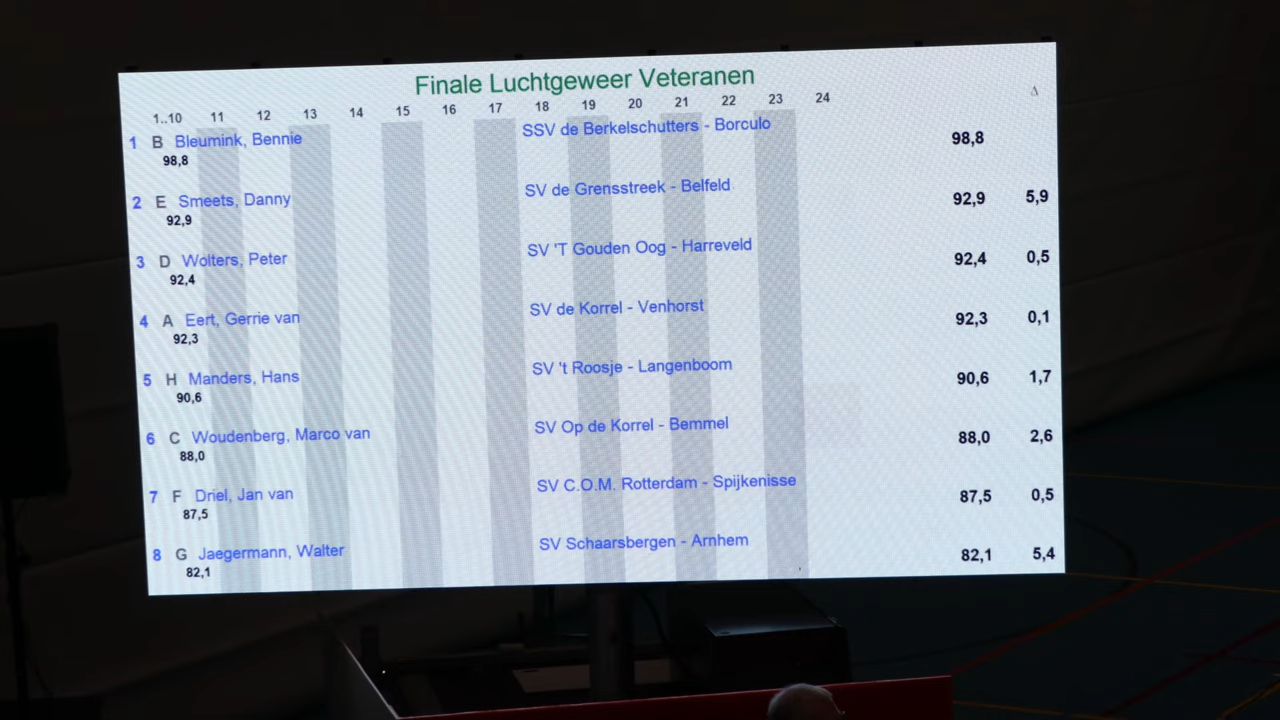 Finale Luchtgeweer Veteranen
1..10 11 12 13 14 15 16 17 18 19 20 21 22 23 24 Δ
1 B Bleumink, Bennie SSV de Berkelschutters - Borculo 98,8
98,8
2 E Smeets, Danny SV de Grensstreek - Belfeld 92,9 5,9
92,9
3 D Wolters, Peter SV 'T Gouden Oog - Harreveld 92,4 0,5
92,4
4 A Eert, Gerrie van SV de Korrel - Venhorst 92,3 0,1
92,3
5 H Manders, Hans SV 't Roosje - Langenboom 90,6 1,7
90,6
6 C Woudenberg, Marco van SV Op de Korrel - Bemmel 88,0 2,6
88,0
7 F Driel, Jan van SV C.O.M. Rotterdam - Spijkenisse 87,5 0,5
87,5
8 G Jaegermann, Walter SV Schaarsbergen - Arnhem 82,1 5,4
82,1